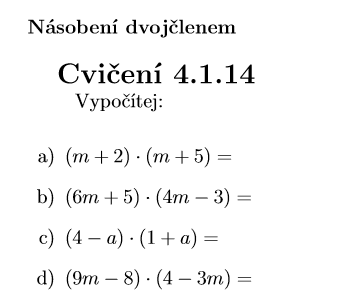 Násobení dvojčlenem
Cvičení 4.1.14
Vypočítej:
a) (m + 2) · (m + 5) =
b) (6m + 5) · (4m − 3) =
c) (4 − a) · (1 + a) =
d) (9m − 8) · (4 − 3m) =